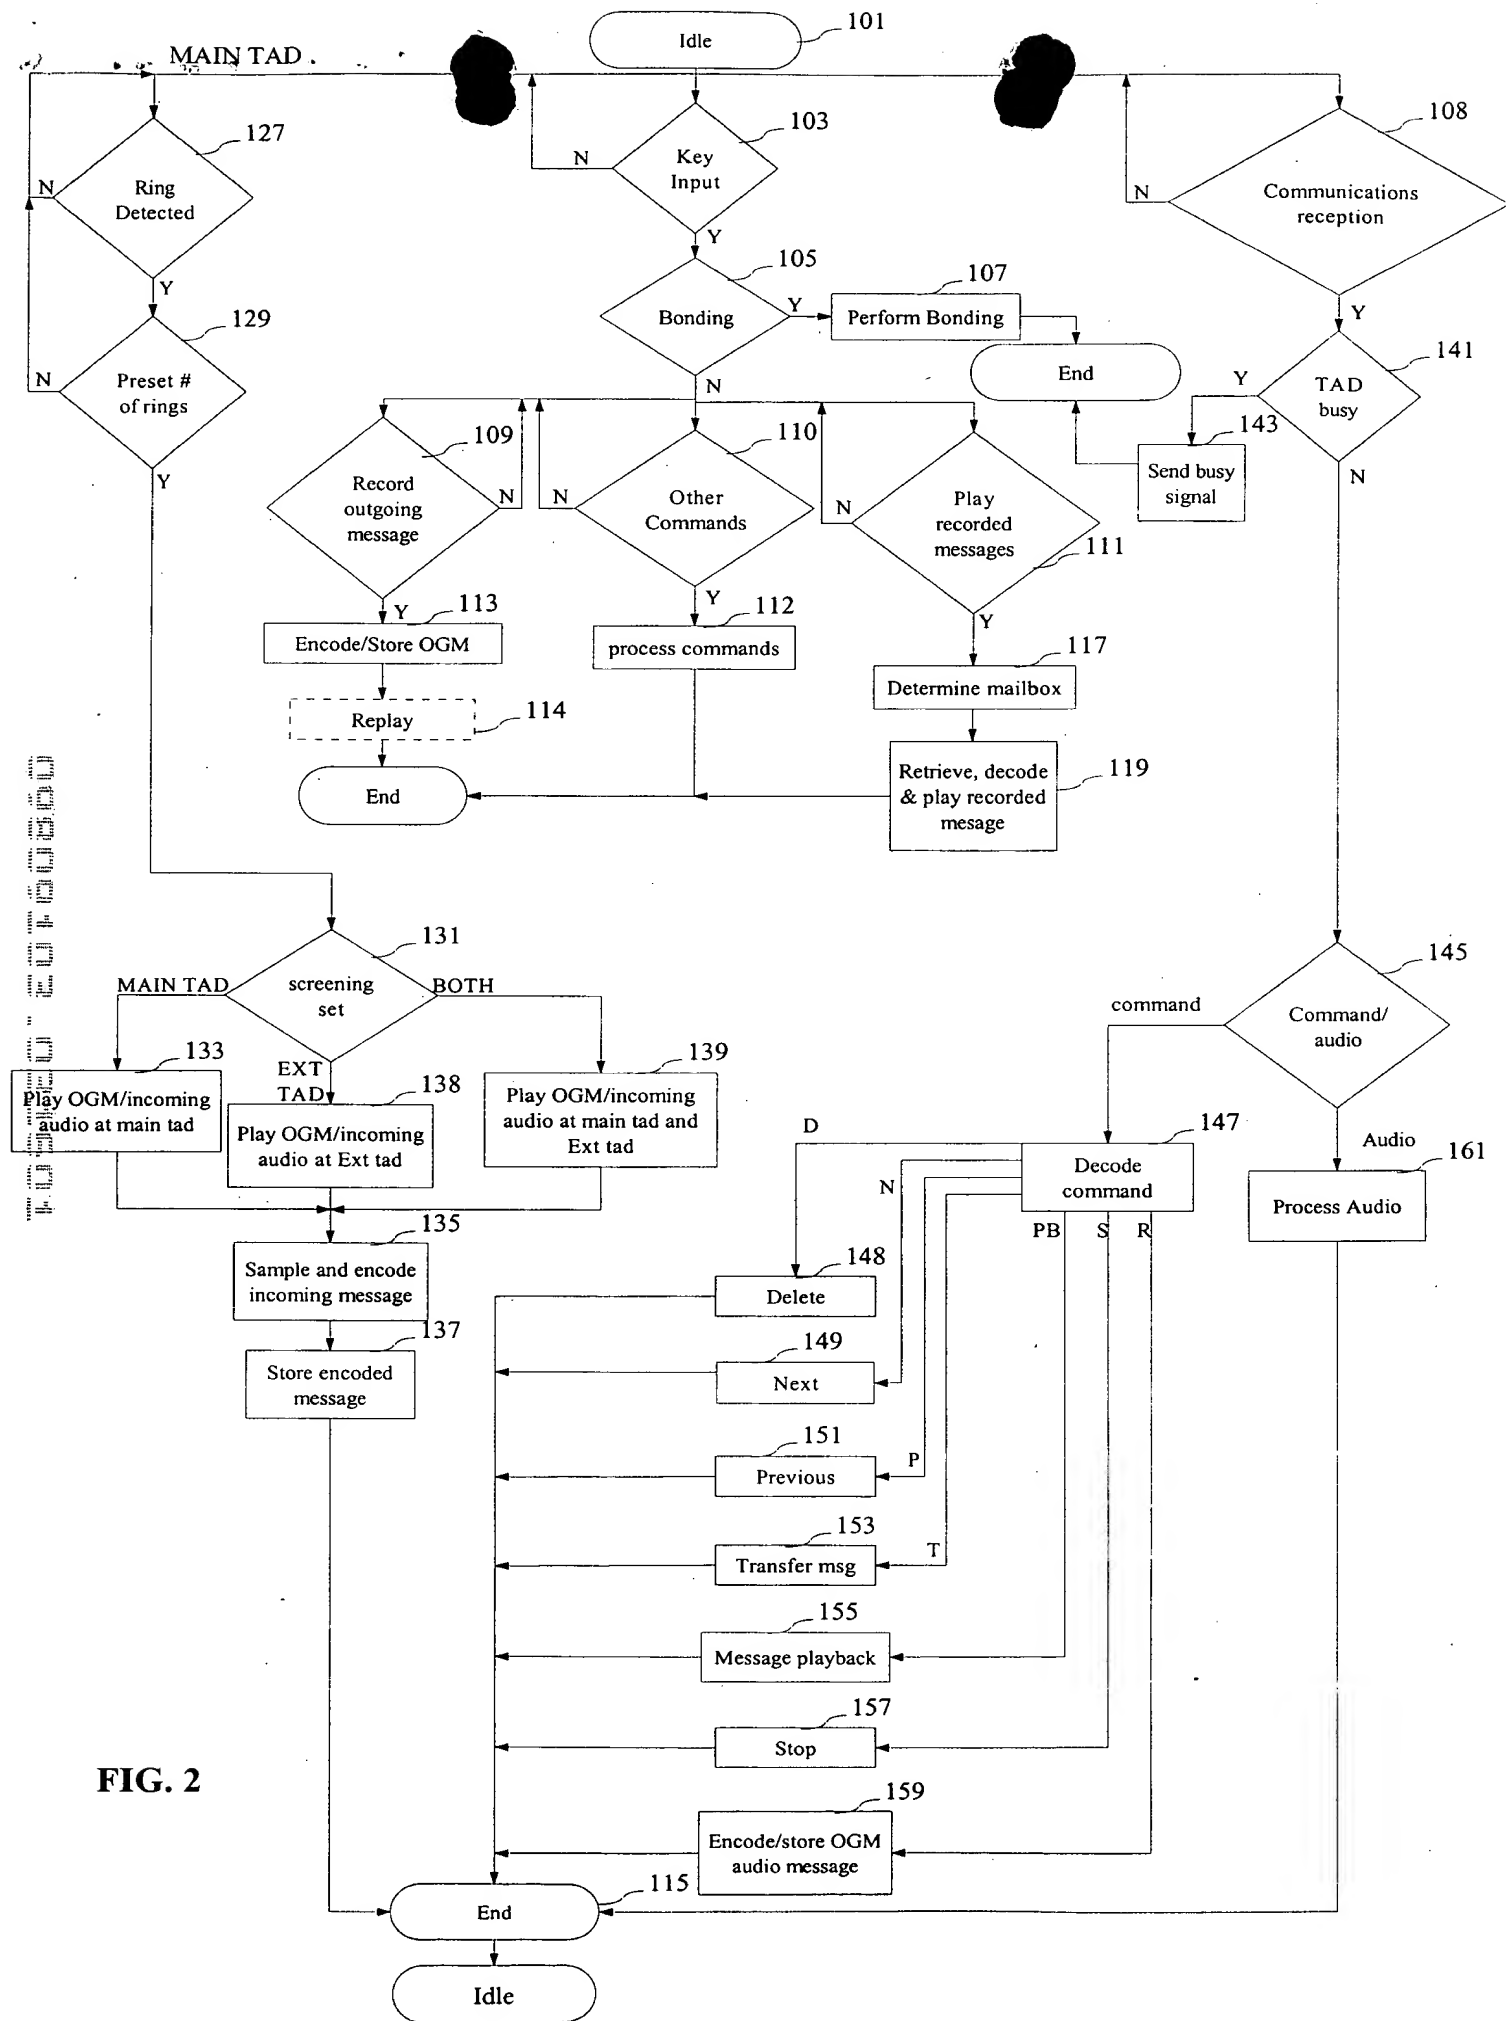 Idle
101
MAIN TAD
127
Ring
Detected
N
Y
129
Preset #
of rings
N
Y
103
Key
Input
N
Y
105
Bonding
Y
107
Perform Bonding
End
N
108
Communications
reception
N
Y
141
TAD
busy
Y
143
Send busy
signal
N
109
Record
outgoing
message
N
Y
110
Other
Commands
N
Y
Play
recorded
messages
N
111
Y
113
Encode/Store OGM
Replay
114
End
112
process commands
117
Determine mailbox
Retrieve, decode
& play recorded
mesage
119
131
screening
set
MAIN TAD
BOTH
EXT
TAD
133
Play OGM/incoming
audio at main tad
138
Play OGM/incoming
audio at Ext tad
139
Play OGM/incoming
audio at main tad and
Ext tad
135
Sample and encode
incoming message
137
Store encoded
message
145
Command/
audio
command
Audio
147
Decode
command
161
Process Audio
D
N
P
T
PB
S
R
148
Delete
149
Next
151
Previous
153
Transfer msg
155
Message playback
157
Stop
159
Encode/store OGM
audio message
115
End
Idle
FIG. 2